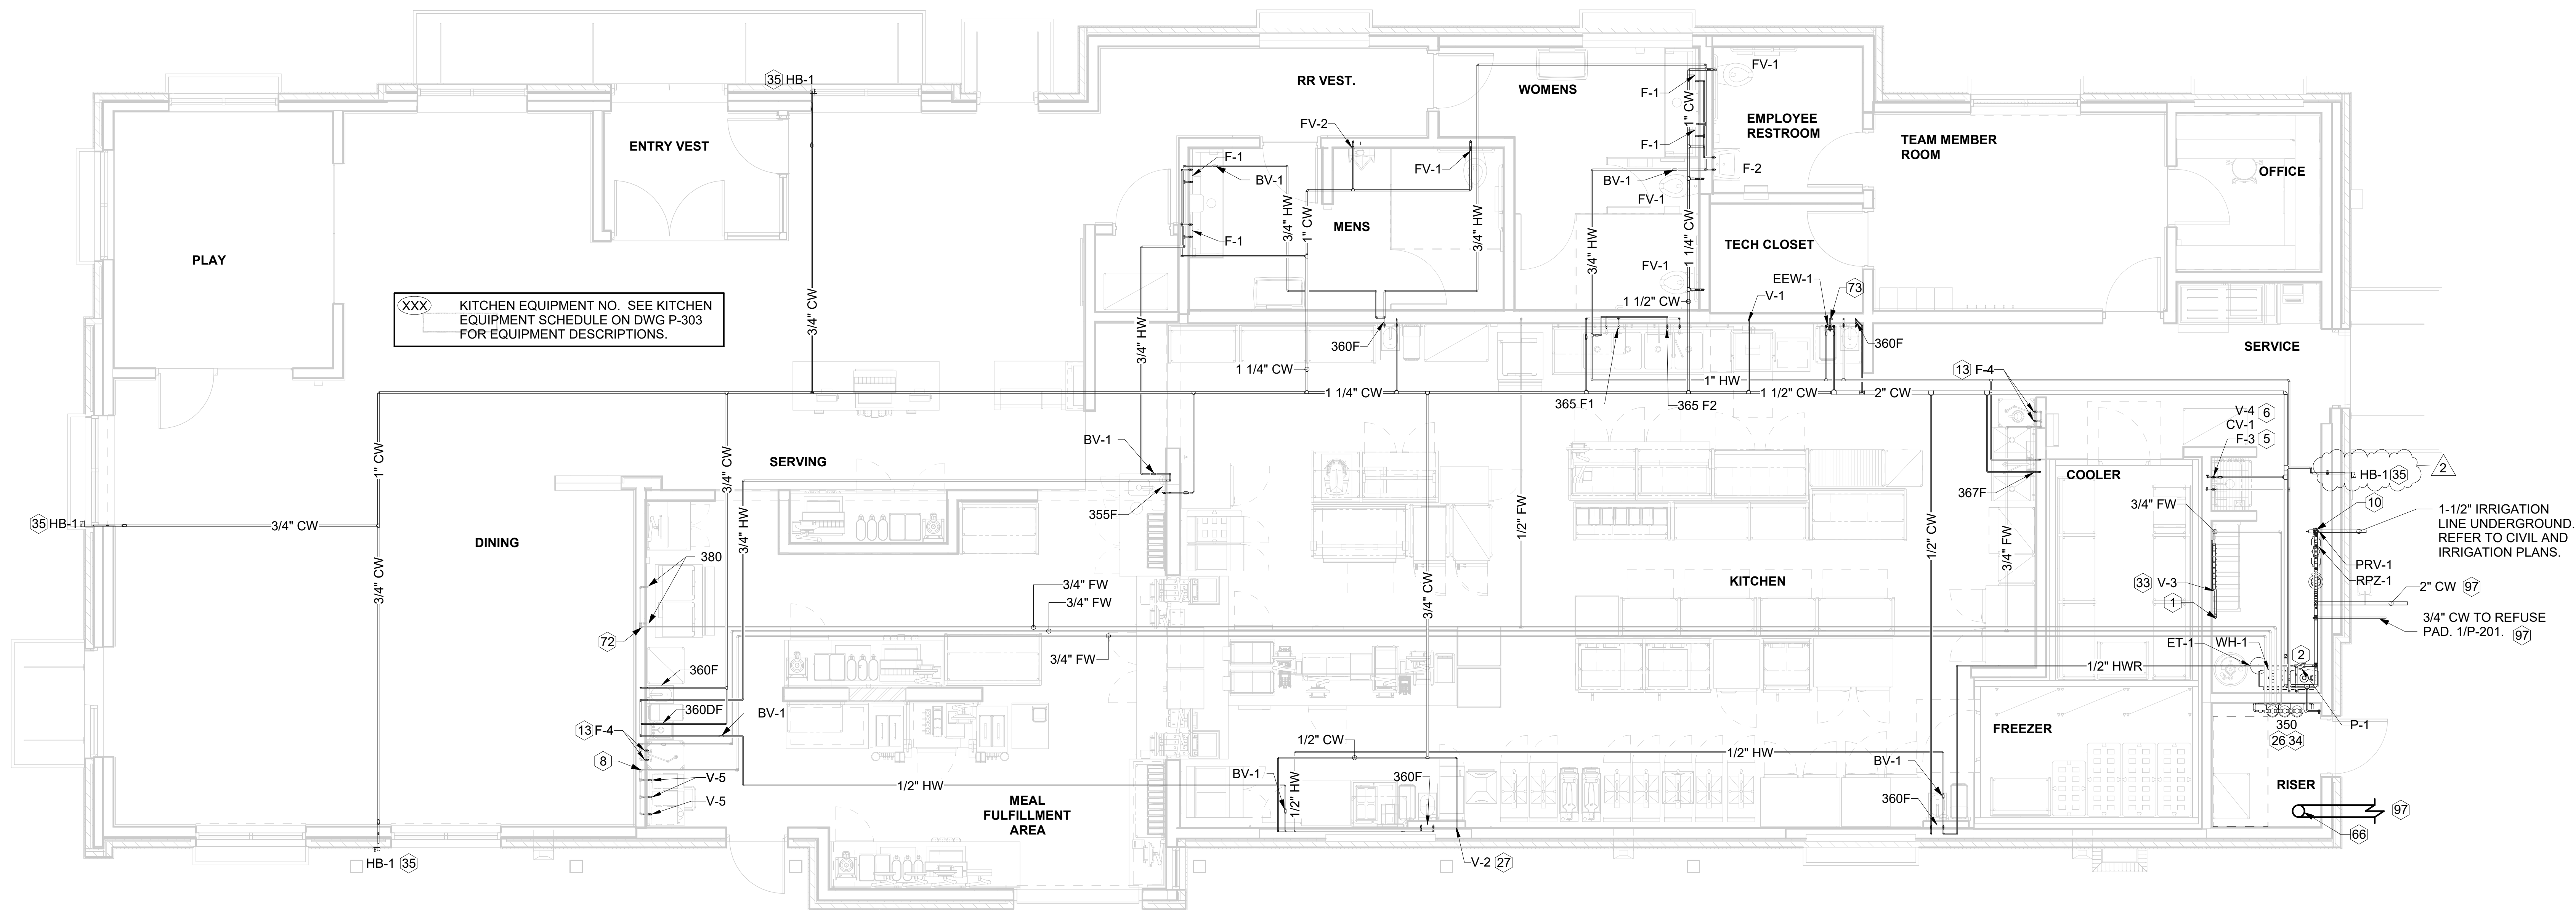 35 HB-1
RR VEST.
WOMENS
FV-1
F-1
1" CW
EMPLOYEE
RESTROOM
TEAM MEMBER
ROOM
ENTRY VEST
FV-2
F-1
F-1
FV-1
BV-1
BV-1
F-2
OFFICE
FV-1
3/4" HW
1" CW
MENS
3/4" HW
F-1
1 1/4" CW
3/4" HW
TECH CLOSET
PLAY
FV-1
EEW-1
73
XXX
KITCHEN EQUIPMENT NO. SEE KITCHEN
EQUIPMENT SCHEDULE ON DWG P-303
FOR EQUIPMENT DESCRIPTIONS.
3/4" CW
3/4" HW
1 1/2" CW
V-1
360F
360F
SERVICE
1 1/4" CW
1" HW
13 F-4
1 1/4" CW
1 1/2" CW
2" CW
365 F1
365 F2
V-4 6
CV-1
F-3 5
BV-1
1" CW
3/4" CW
SERVING
COOLER
HB-1 35
2
367F
355F
3/4" HW
1/2" FW
1/2" CW
3/4" FW
3/4" FW
10
1-1/2" IRRIGATION
LINE UNDERGROUND.
REFER TO CIVIL AND
IRRIGATION PLANS.
35 HB-1
3/4" CW
DINING
380
PRV-1
RPZ-1
KITCHEN
33 V-3
2" CW 97
3/4" CW
3/4" FW
3/4" FW
3/4" CW
1
3/4" CW TO REFUSE
PAD. 1/P-201. 97
72
3/4" FW
ET-1
WH-1
2
1/2" HWR
360F
360DF
BV-1
13 F-4
FREEZER
350
P-1
26 34
8
1/2" CW
1/2" HW
BV-1
BV-1
V-5
1/2" HW
1/2" HW
360F
360F
V-5
MEAL
FULFILLMENT
AREA
RISER
97
66
HB-1 35
V-2 27